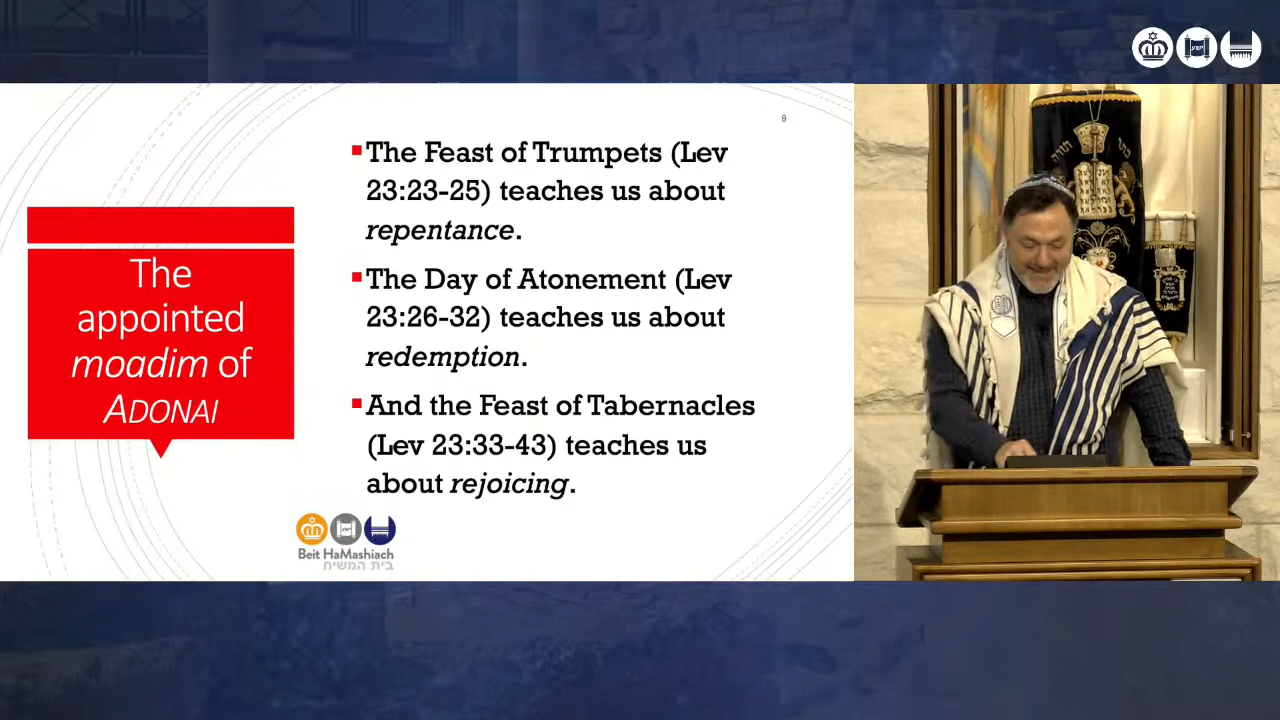 9
The
appointed
moadim of
ADONAI
▪The Feast of Trumpets (Lev
23:23-25) teaches us about
repentance.
▪The Day of Atonement (Lev
23:26-32) teaches us about
redemption.
▪And the Feast of Tabernacles
(Lev 23:33-43) teaches us
about rejoicing.
Beit HaMashiach
בית המשיח